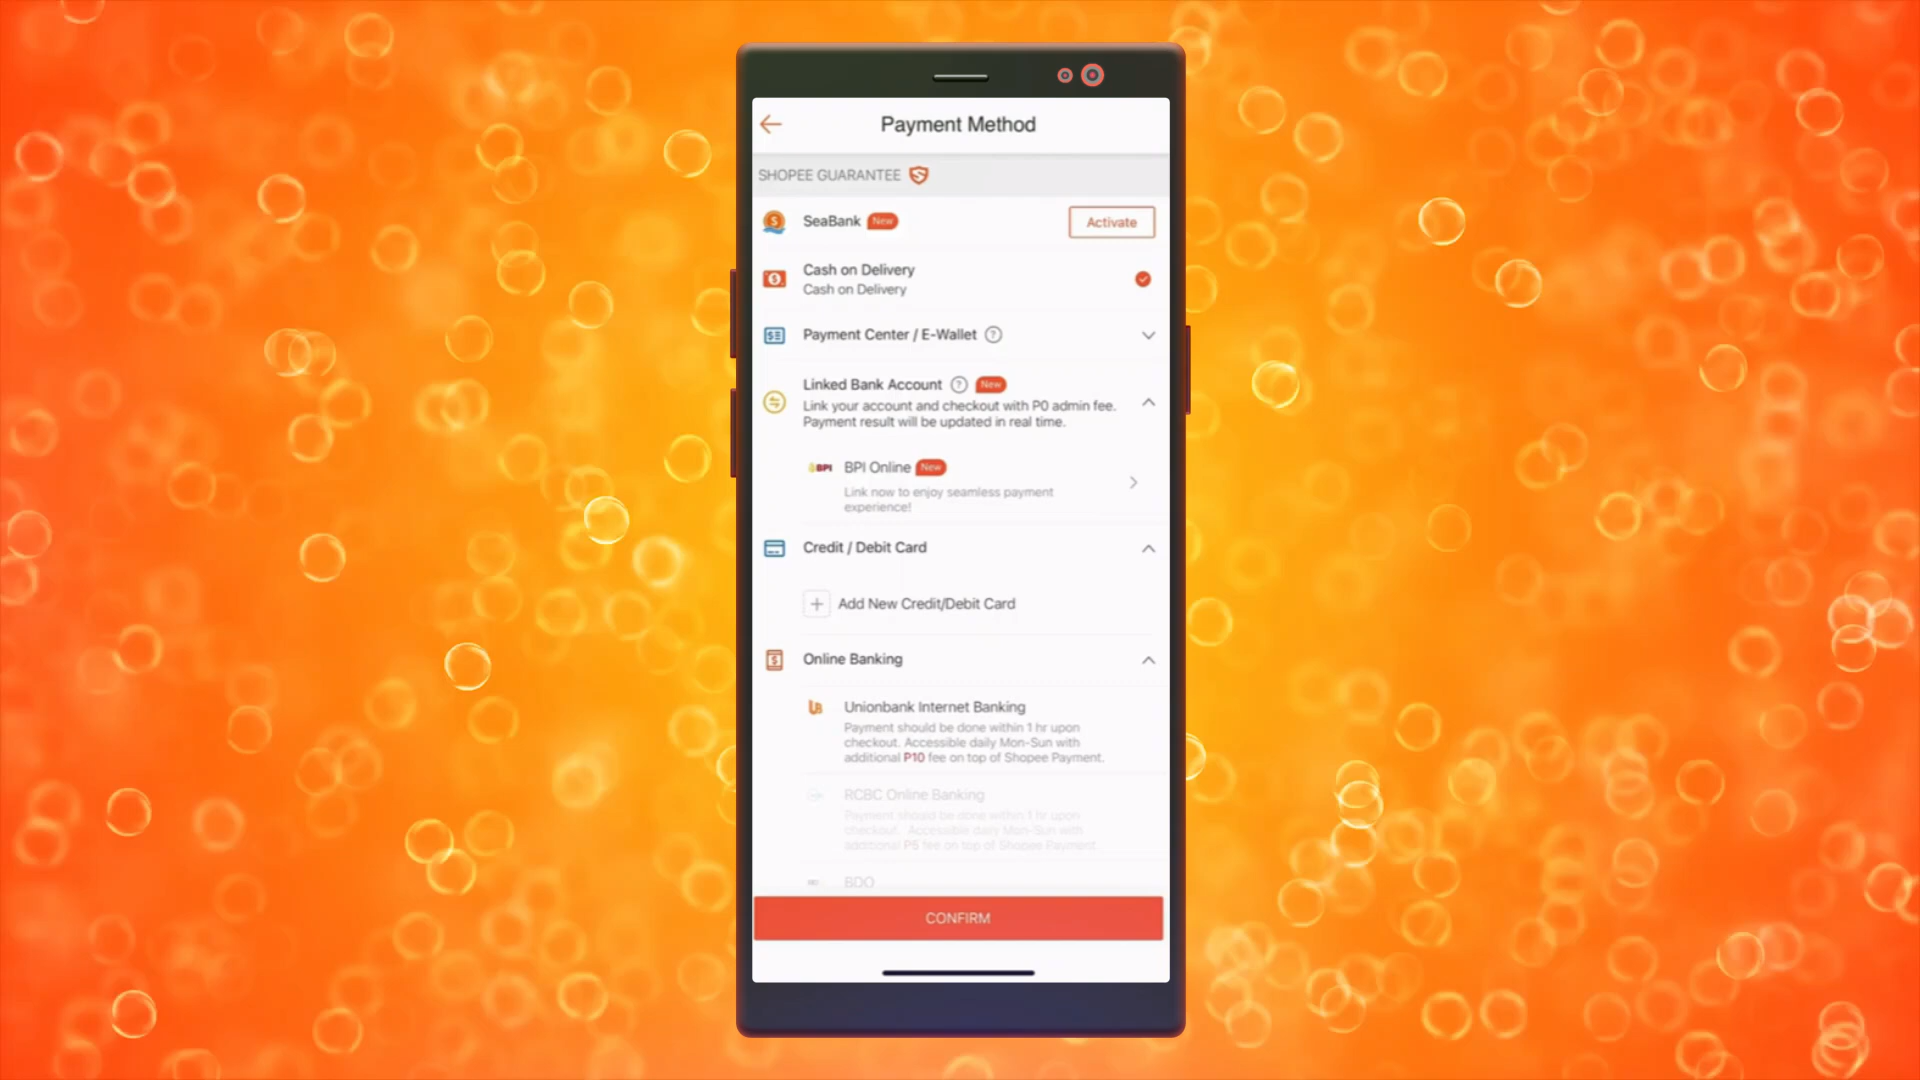 Payment Method
SHOPEE GUARANTEE
SeaBank New
Activate
Cash on Delivery
Cash on Delivery
Payment Center / E-Wallet ?
Linked Bank Account ? New
Link your account and checkout with P0 admin fee.
Payment result will be updated in real time.
BPI BPI Online New
Link now to enjoy seamless payment
experience!
Credit / Debit Card
Add New Credit/Debit Card
Online Banking
Unionbank Internet Banking
Payment should be done within 1 hr upon
checkout. Accessible daily Mon-Sun with
additional P10 fee on top of Shopee Payment.
RCBC Online Banking
Payment should be done within 1 hr upon
checkout. Accessible daily Mon-Sun with
additional P5 fee on top of Shopee Payment.
BDO
CONFIRM